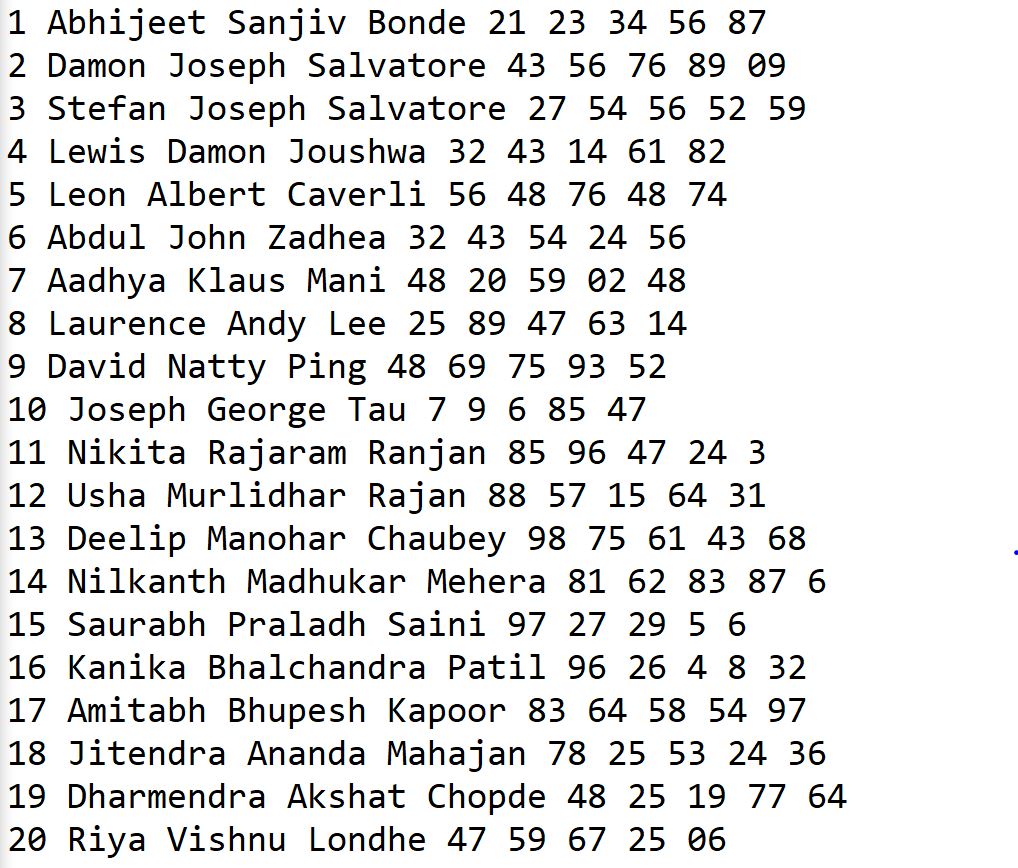 1 Abhijeet Sanjiv Bonde 21 23 34 56 87
2 Damon Joseph Salvatore 43 56 76 89 09
3 Stefan Joseph Salvatore 27 54 56 52 59
4 Lewis Damon Joushwa 32 43 14 61 82
5 Leon Albert Caverli 56 48 76 48 74
6 Abdul John Zadhea 32 43 54 24 56
7 Aadhya Klaus Mani 48 20 59 02 48
8 Laurence Andy Lee 25 89 47 63 14
9 David Natty Ping 48 69 75 93 52
10 Joseph George Tau 7 9 6 85 47
11 Nikita Rajaram Ranjan 85 96 47 24 3
12 Usha Murlidhar Rajan 88 57 15 64 31
13 Deelip Manohar Chaubey 98 75 61 43 68
14 Nilkanth Madhukar Mehera 81 62 83 87 6
15 Saurabh Praladh Saini 97 27 29 5 6
16 Kanika Bhalchandra Patil 96 26 4 8 32
17 Amitabh Bhupesh Kapoor 83 64 58 54 97
18 Jitendra Ananda Mahajan 78 25 53 24 36
19 Dharmendra Akshat Chopde 48 25 19 77 64
20 Riya Vishnu Londhe 47 59 67 25 06